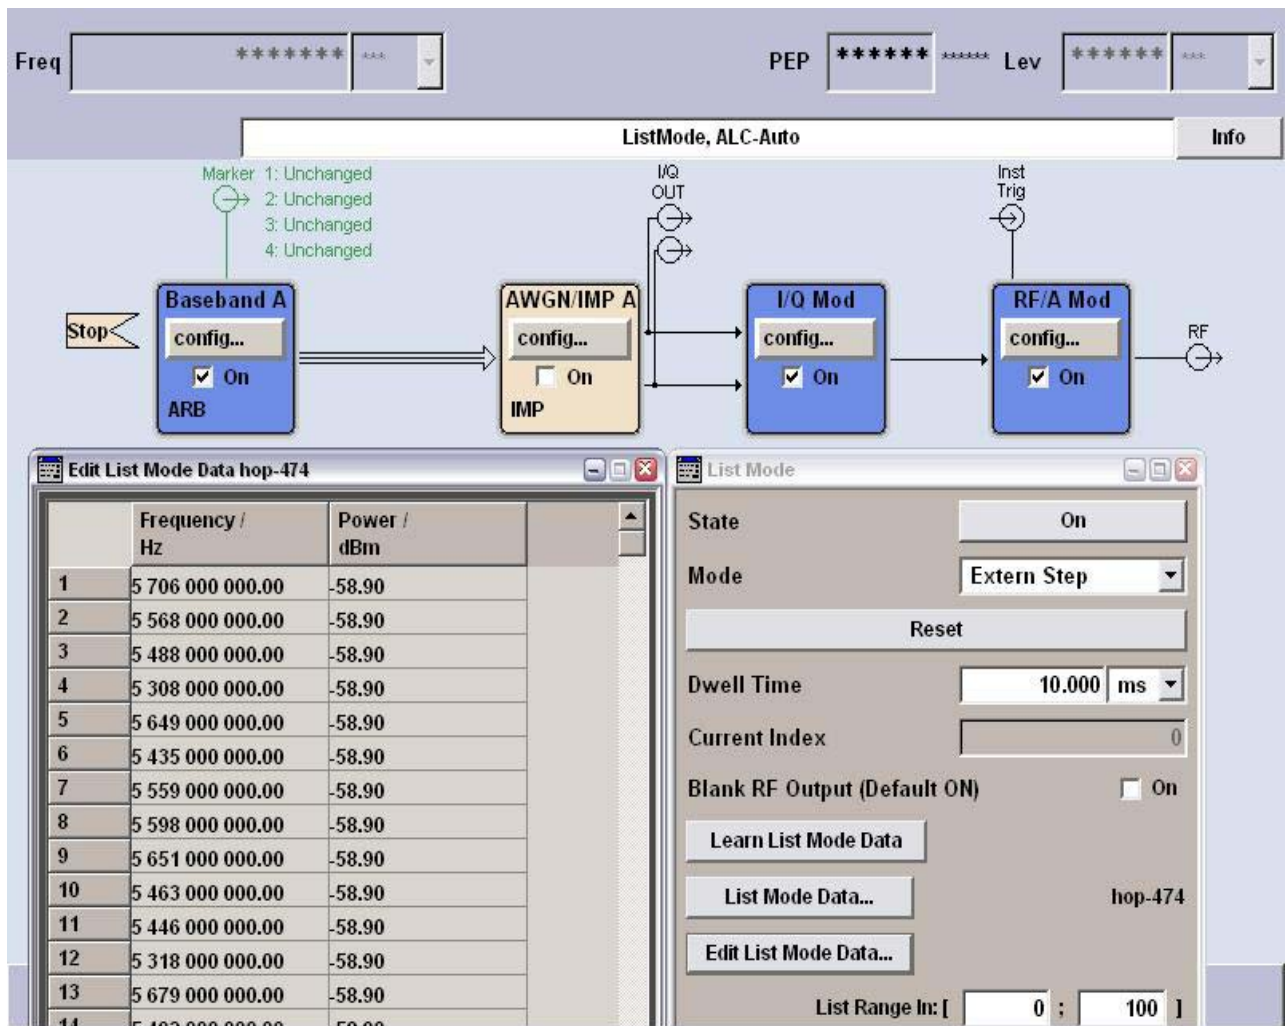 Freq ******* *** PEP ****** ****** Lev ****** ***
ListMode, ALC-Auto Info
Marker 1: Unchanged
2: Unchanged
3: Unchanged
4: Unchanged
I/Q
OUT
Inst
Trig
Stop
Baseband A
config...
On
ARB
AWGN/IMP A
config...
On
IMP
I/Q Mod
config...
On
RF/A Mod
config...
On
RF
Edit List Mode Data hop-474
Frequency / Hz Power / dBm
1 5 706 000 000.00 -58.90
2 5 568 000 000.00 -58.90
3 5 488 000 000.00 -58.90
4 5 308 000 000.00 -58.90
5 5 649 000 000.00 -58.90
6 5 435 000 000.00 -58.90
7 5 559 000 000.00 -58.90
8 5 598 000 000.00 -58.90
9 5 651 000 000.00 -58.90
10 5 463 000 000.00 -58.90
11 5 446 000 000.00 -58.90
12 5 318 000 000.00 -58.90
13 5 679 000 000.00 -58.90
List Mode
State On
Mode Extern Step
Reset
Dwell Time 10.000 ms
Current Index 0
Blank RF Output (Default ON) On
Learn List Mode Data
List Mode Data... hop-474
Edit List Mode Data...
List Range In: [ 0 ; 100 ]